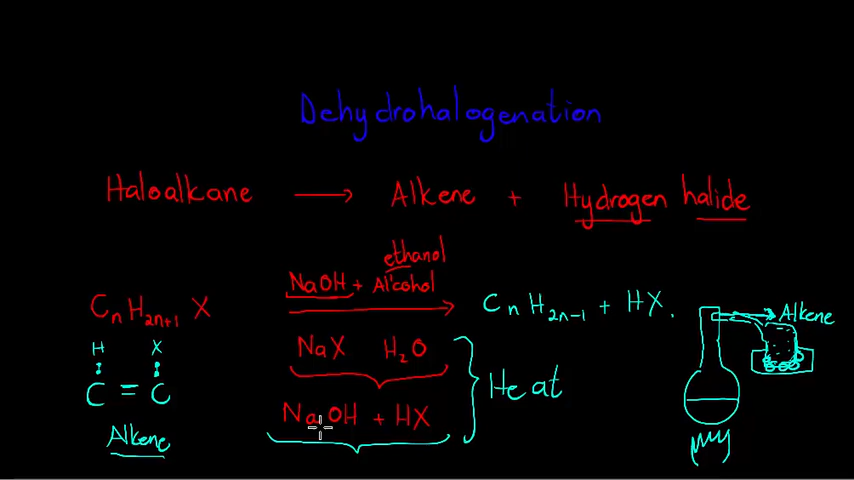 Dehydrohalogenation
Haloalkane → Alkene + Hydrogen halide
ethanol
NaOH + Alcohol
CnH2n+1 X → CnH2n-1 + HX.
Alkene
H X
NaX H2O
C = C
Heat
NaOH + HX
Alkene